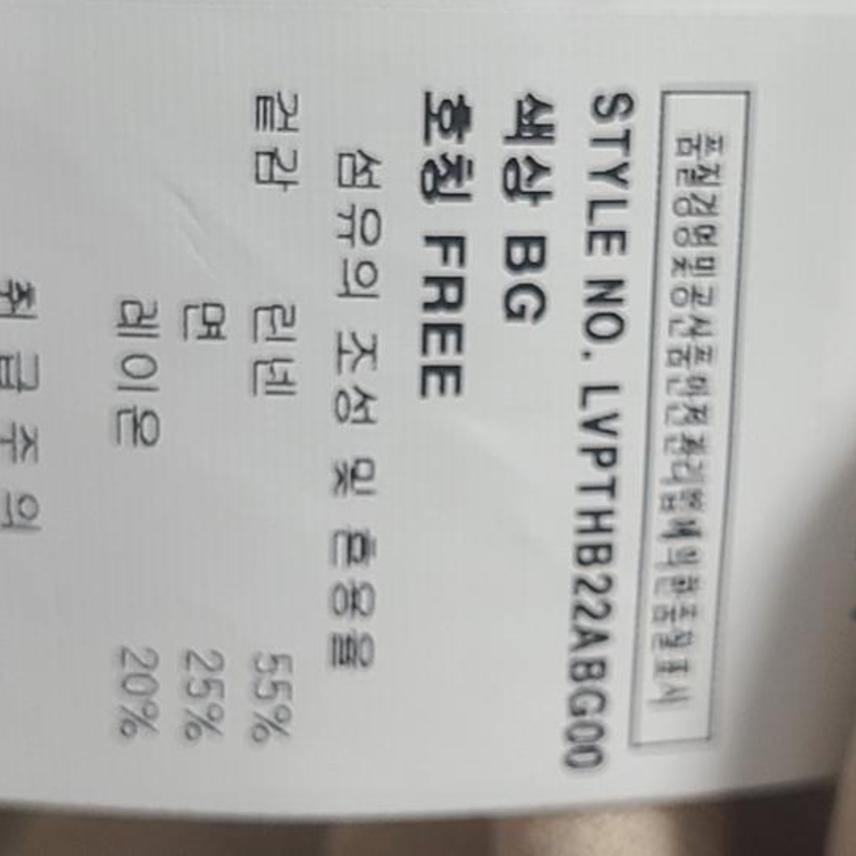 품질경영및공산품안전관리법에의한품질표시
STYLE NO. LVPTHB22ABG00
색상 BG
호칭 FREE
섬유의 조성 및 혼용율
겉감 린넨 55%
면 25%
레이온 20%
취급주의